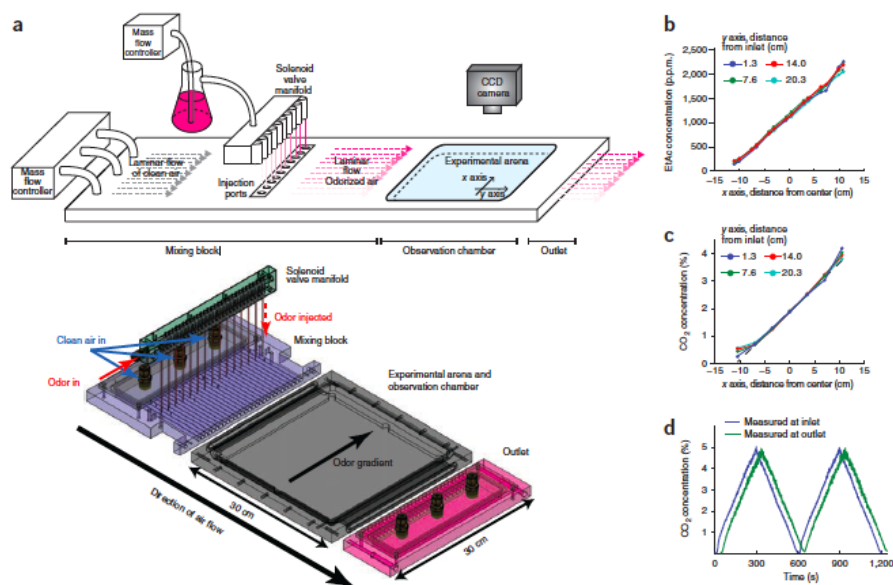 a
Mass
flow
controller
Solenoid
valve
manifold
CCD
camera
Mass
flow
controller
Laminar flow
of clean air
Injection
ports
Laminar
flow
Odorized air
Experimental arena
x axis
y axis
Mixing block
Observation chamber
Outlet
Solenoid
valve manifold
Odor injected
Clean air in
Mixing block
Odor in
Experimental arena and
observation chamber
Odor gradient
Outlet
Direction of air flow
30 cm
30 cm
b
y axis, distance
from inlet (cm)
1.3 14.0
7.6 20.3
EtAc concentration (p.p.m.)
2,500
2,000
1,500
1,000
500
0
−15 −10 −5 0 5 10 15
x axis, distance from center (cm)
c
y axis, distance
from inlet (cm)
1.3 14.0
7.6 20.3
CO2 concentration (%)
4
3
2
1
0
−15 −10 −5 0 5 10 15
x axis, distance from center (cm)
d
Measured at inlet
Measured at outlet
CO2 concentration (%)
5
4
3
2
1
0 300 600 900 1,200
Time (s)